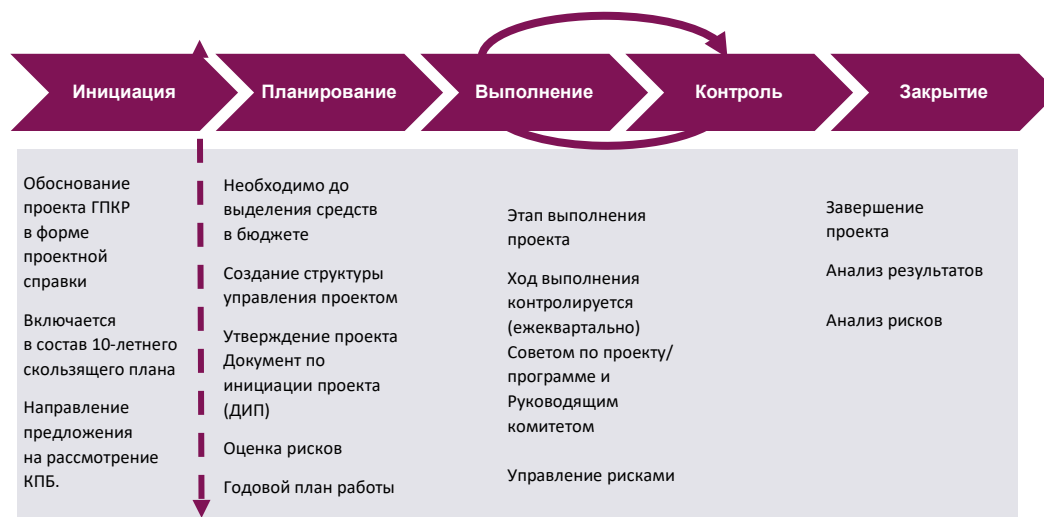 Инициация
Планирование
Выполнение
Контроль
Закрытие
Обоснование
проекта ГПКР
в форме
проектной
справки
Включается
в состав 10-летнего
скользящего плана
Направление
предложения
на рассмотрение
КПБ.
Необходимо до
выделения средств
в бюджете
Создание структуры
управления проектом
Утверждение проекта
Документ по
инициации проекта
(ДИП)
Оценка рисков
Годовой план работы
Этап выполнения
проекта
Ход выполнения
контролируется
(ежеквартально)
Советом по проекту/
программе и
Руководящим
комитетом
Управление рисками
Завершение
проекта
Анализ результатов
Анализ рисков